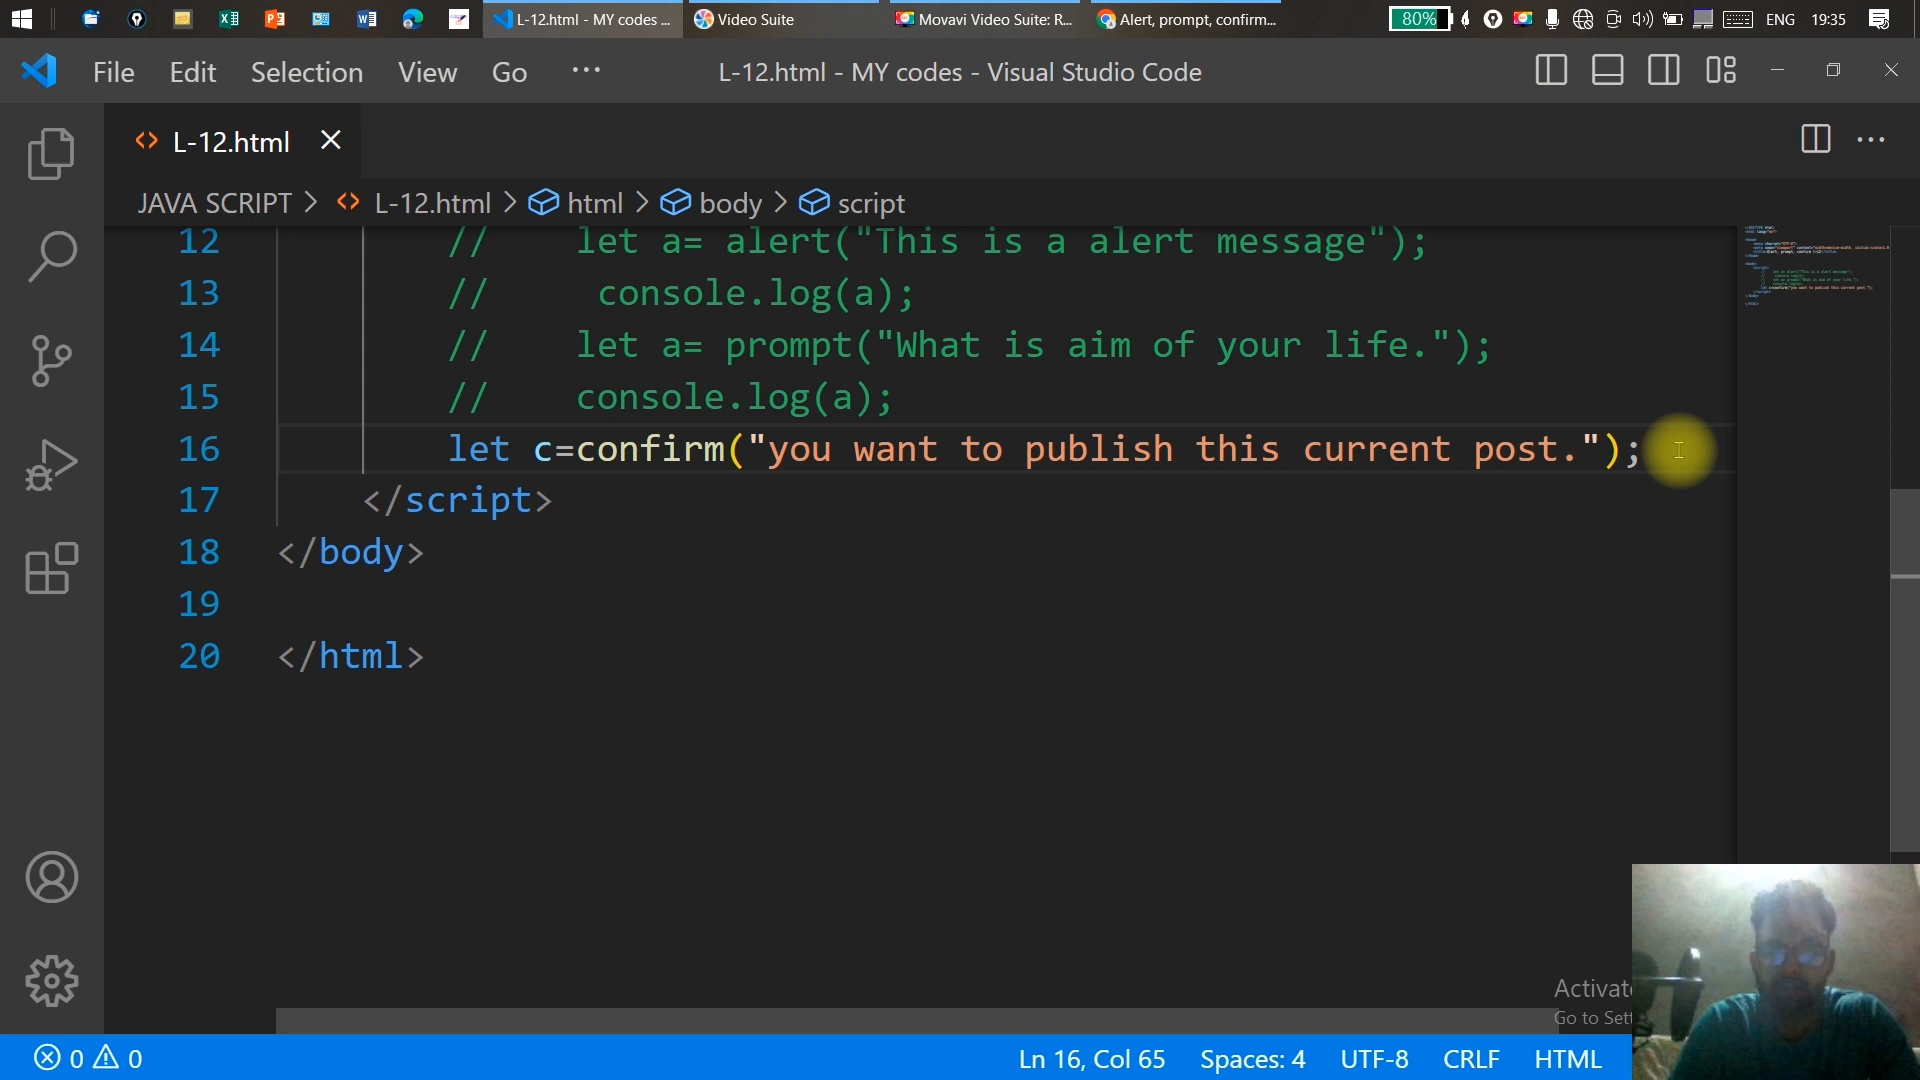 L-12.html - MY codes ...
Video Suite
Movavi Video Suite: R...
Alert, prompt, confirm...
80%
ENG
19:35
File Edit Selection View Go ···
L-12.html - MY codes - Visual Studio Code
L-12.html
JAVA SCRIPT > L-12.html > html > body > script
12 // let a= alert("This is a alert message");
13 // console.log(a);
14 // let a= prompt("What is aim of your life.");
15 // console.log(a);
16 let c=confirm("you want to publish this current post.");
17 </script>
18 </body>
19
20 </html>
Activate
Go to Sett
0 0
Ln 16, Col 65 Spaces: 4 UTF-8 CRLF HTML